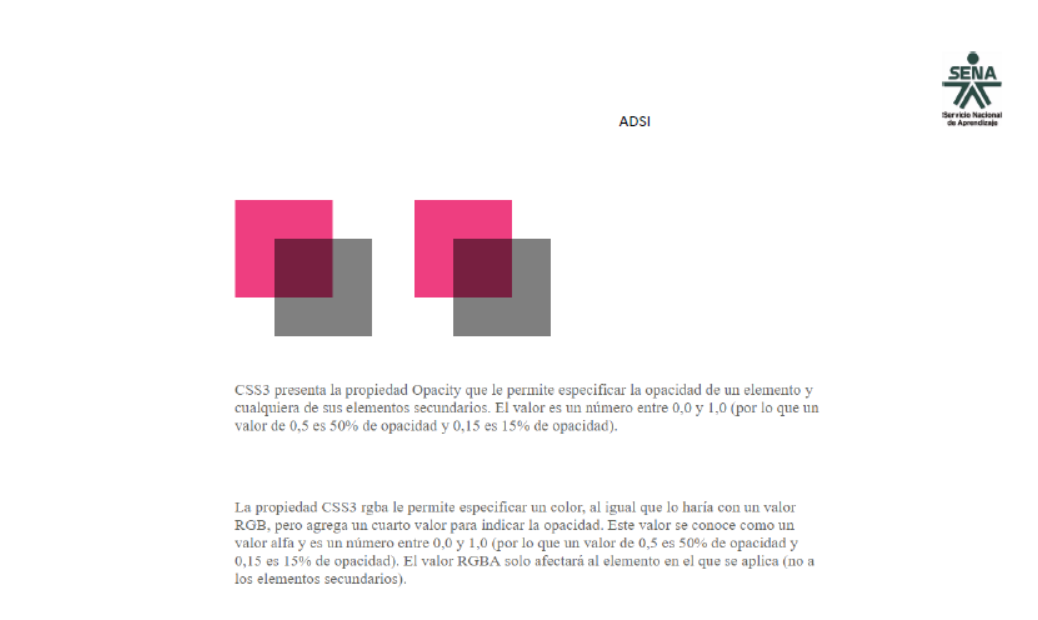 SENA
Servicio Nacional
de Aprendizaje
ADSI
CSS3 presenta la propiedad Opacity que le permite especificar la opacidad de un elemento y
cualquiera de sus elementos secundarios. El valor es un número entre 0,0 y 1,0 (por lo que un
valor de 0,5 es 50% de opacidad y 0,15 es 15% de opacidad).
La propiedad CSS3 rgba le permite especificar un color, al igual que lo haría con un valor
RGB, pero agrega un cuarto valor para indicar la opacidad. Este valor se conoce como un
valor alfa y es un número entre 0,0 y 1,0 (por lo que un valor de 0,5 es 50% de opacidad y
0,15 es 15% de opacidad). El valor RGBA solo afectará al elemento en el que se aplica (no a
los elementos secundarios).